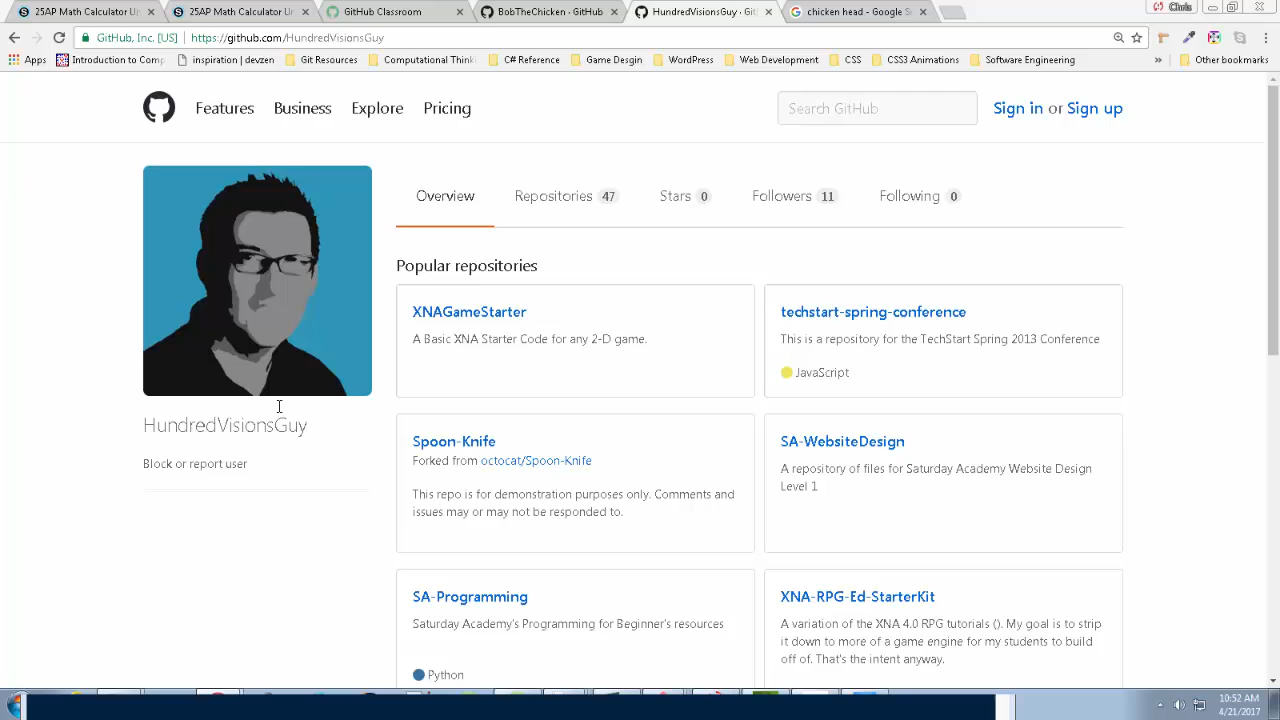 25AP Math Calculator Un
25AP Math Calculator Un
GitHub Classroom
BobTheChicken · GitHub
HundredVisionsGuy · Git
chicken head - Google S
Chris
GitHub, Inc. [US]
https://github.com/HundredVisionsGuy
Apps
Introduction to Comp
inspiration | devzen
Git Resources
Computational Think
C# Reference
Game Desgin
WordPress
Web Development
CSS
CSS3 Animations
Software Engineering
»
Other bookmarks
Features
Business
Explore
Pricing
Search GitHub
Sign in or Sign up
Overview
Repositories 47
Stars 0
Followers 11
Following 0
HundredVisionsGuy
Block or report user
Popular repositories
XNAGameStarter
A Basic XNA Starter Code for any 2-D game.
techstart-spring-conference
This is a repository for the TechStart Spring 2013 Conference
JavaScript
Spoon-Knife
Forked from octocat/Spoon-Knife
This repo is for demonstration purposes only. Comments and
issues may or may not be responded to.
SA-WebsiteDesign
A repository of files for Saturday Academy Website Design
Level 1
SA-Programming
Saturday Academy's Programming for Beginner's resources
Python
XNA-RPG-Ed-StarterKit
A variation of the XNA 4.0 RPG tutorials (). My goal is to strip
it down to more of a game engine for my students to build
off of. That's the intent anyway.
10:52 AM
4/21/2017